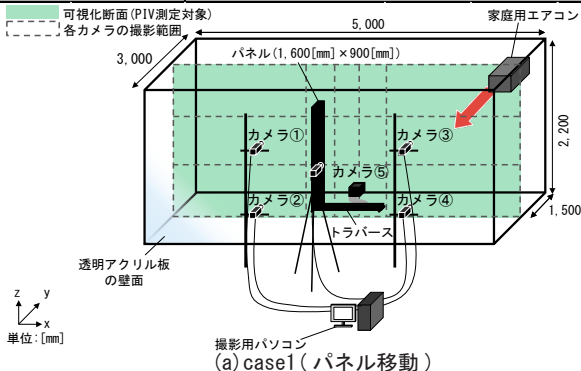 可視化断面(PIV測定対象)
各カメラの撮影範囲
5,000
家庭用エアコン
3,000
パネル(1,600[mm]×900[mm])
2,200
カメラ①
カメラ③
カメラ⑤
カメラ②
カメラ④
1,500
トラバース
透明アクリル板
の壁面
z
y
x
単位:[mm]
撮影用パソコン
(a)case1(パネル移動)